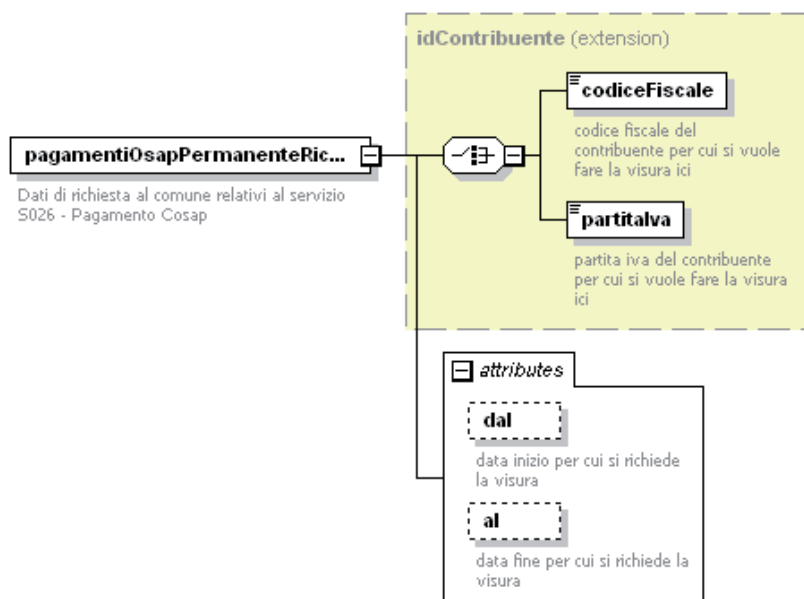 idContribuente (extension)
codiceFiscale
codice fiscale del
contribuente per cui si vuole
fare la visura ici
pagamentiOsapPermanenteRic...
Dati di richiesta al comune relativi al servizio
S026 - Pagamento Cosap
partitaIva
partita iva del contribuente
per cui si vuole fare la visura
ici
attributes
dal
data inizio per cui si richiede
la visura
al
data fine per cui si richiede la
visura